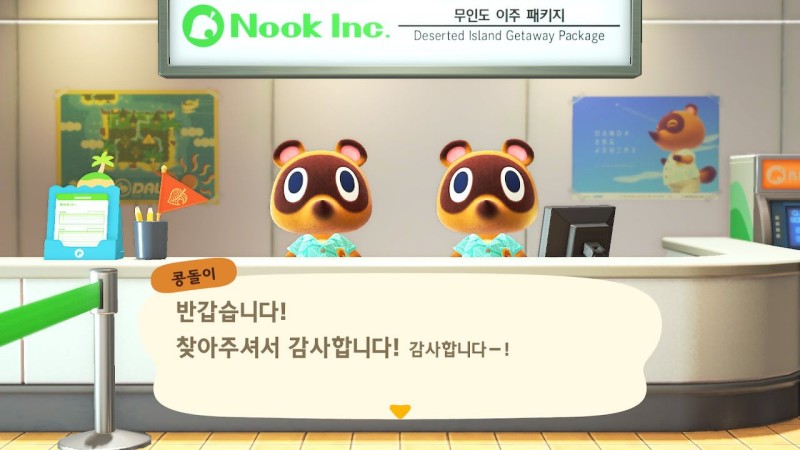 Nook Inc.
무인도 이주 패키지
Deserted Island Getaway Package
콩돌이
반갑습니다!
찾아주셔서 감사합니다! 감사합니다ー!